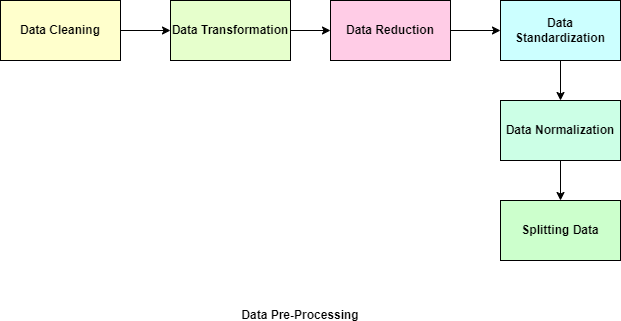 Data Cleaning
Data Transformation
Data Reduction
Data
Standardization
Data Normalization
Splitting Data
Data Pre-Processing